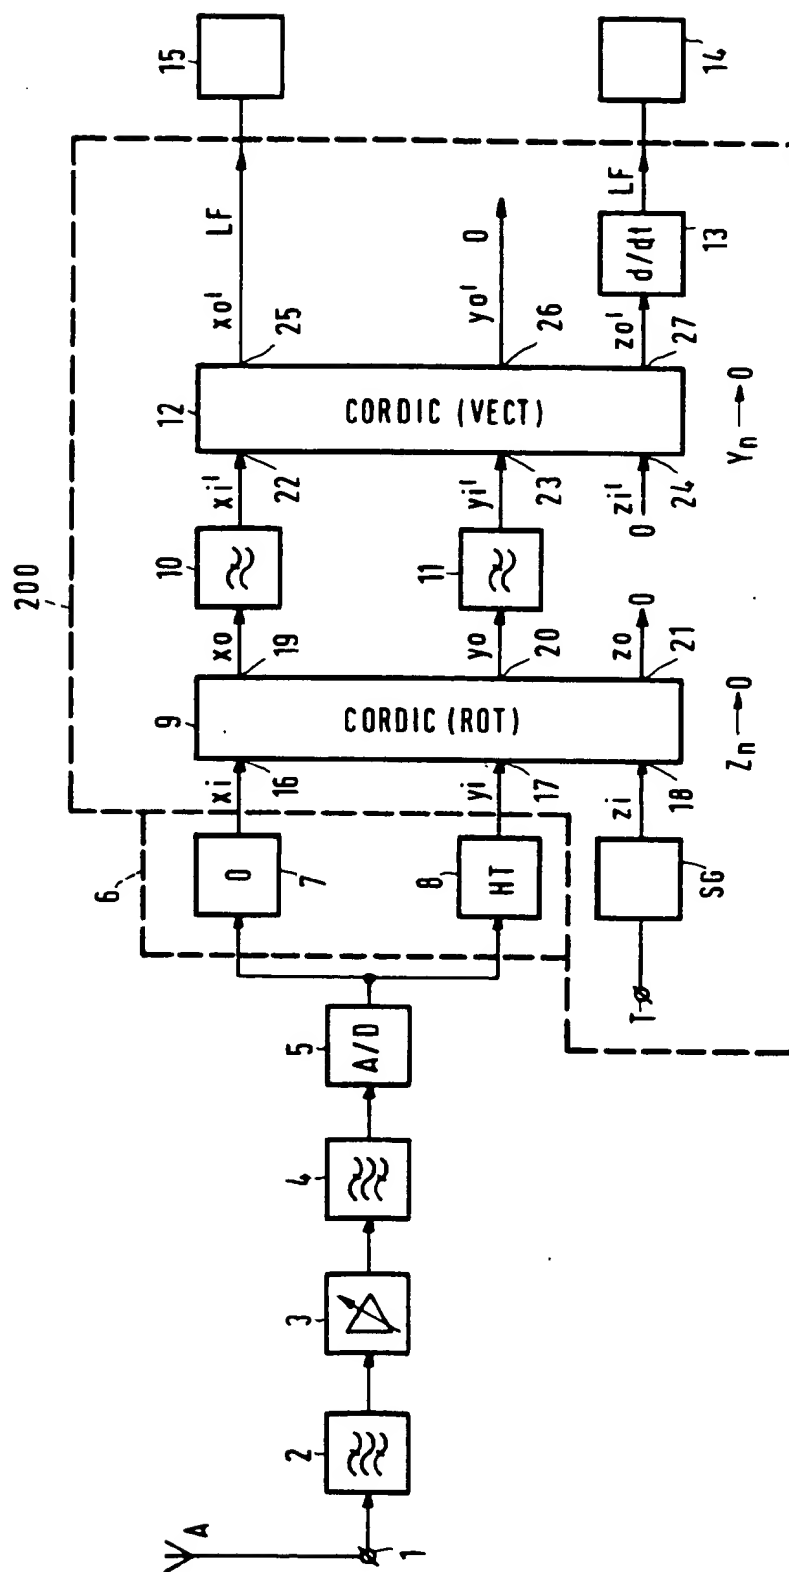 200
15
14
LF
LF
13
d/dt
xo'
yo' 0
zo'
25
26
27
12
CORDIC (VECT)
Yn → 0
xi'
yi'
zi'
0
22
23
24
10
11
xo
yo
zo
0
19
20
21
9
CORDIC (ROT)
Zn → 0
xi
yi
zi
16
17
18
6
0
7
8
HT
SG
T
5
A/D
4
3
2
A
1